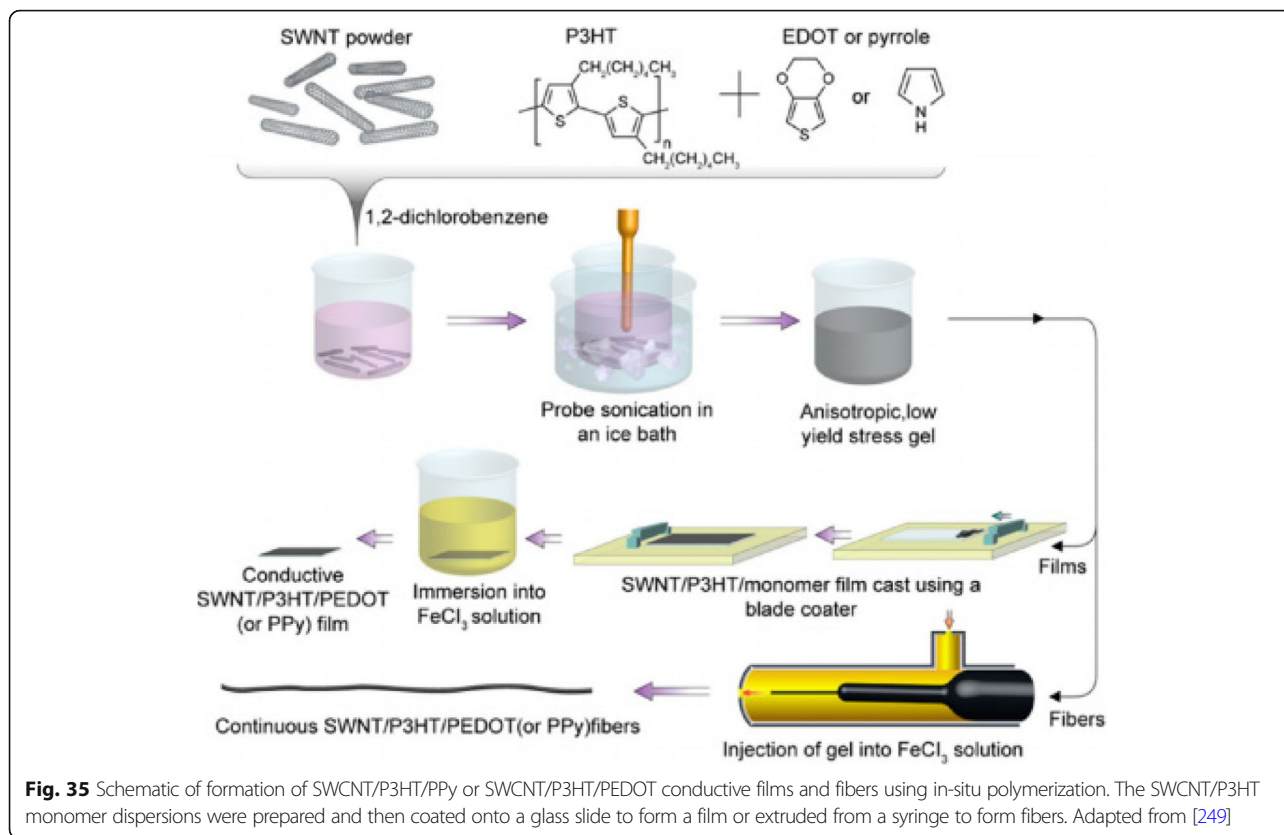 SWNT powder
P3HT
EDOT or pyrrole
CH₂(CH₂)₄CH₃
S
S
n
CH₂(CH₂)₄CH₃
O
O
S
or
N
H
1,2-dichlorobenzene
Probe sonication in
an ice bath
Anisotropic,low
yield stress gel
Films
SWNT/P3HT/monomer film cast using a
blade coater
Immersion into
FeCl₃ solution
Conductive
SWNT/P3HT/PEDOT
(or PPy) film
Continuous SWNT/P3HT/PEDOT(or PPy)fibers
Injection of gel into FeCl₃ solution
Fibers
Fig. 35 Schematic of formation of SWCNT/P3HT/PPy or SWCNT/P3HT/PEDOT conductive films and fibers using in-situ polymerization. The SWCNT/P3HT
monomer dispersions were prepared and then coated onto a glass slide to form a film or extruded from a syringe to form fibers. Adapted from [249]